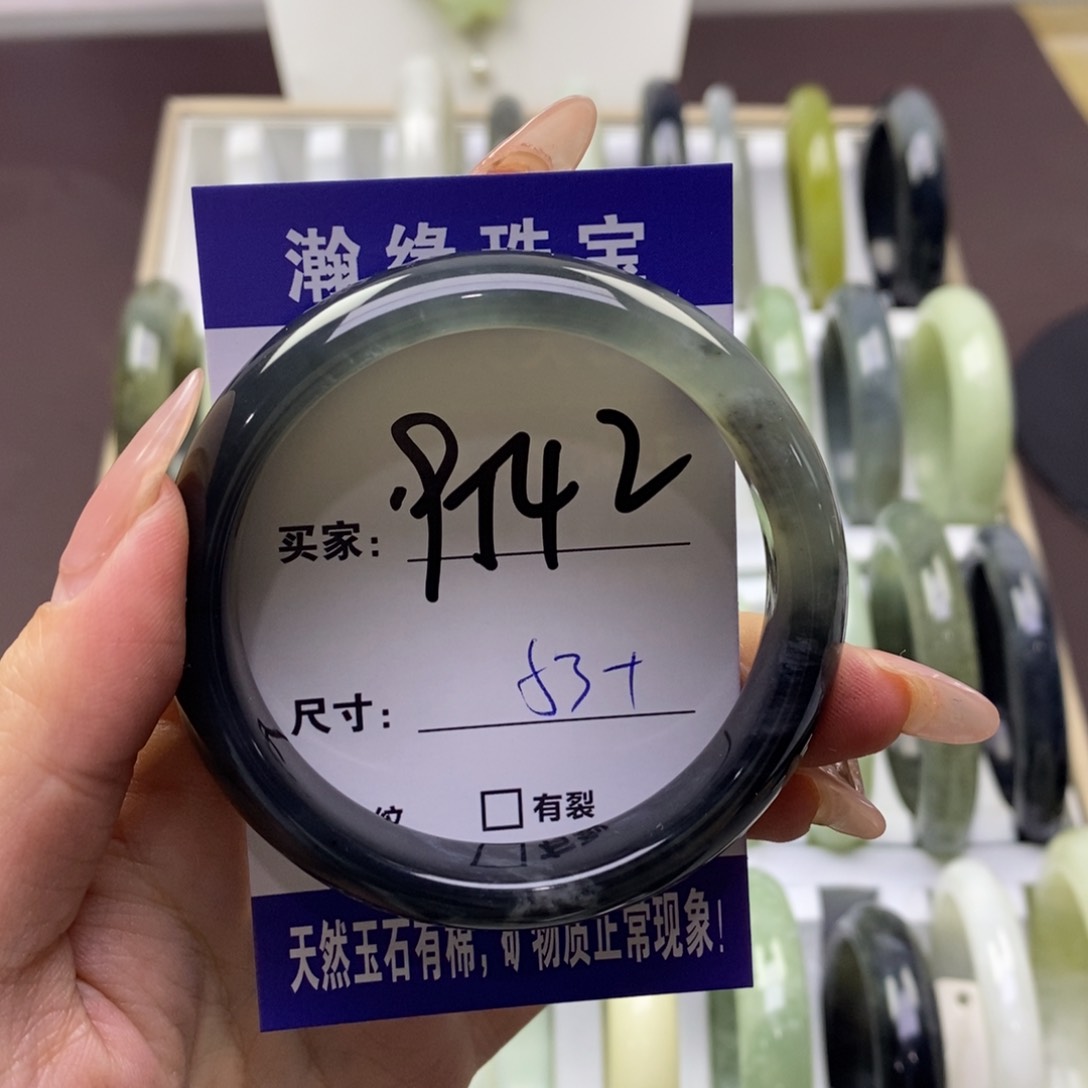 瀚缘珠宝
买家：
尺寸： 53+
纹 □有裂
天然玉石有棉，矿物质正常现象！